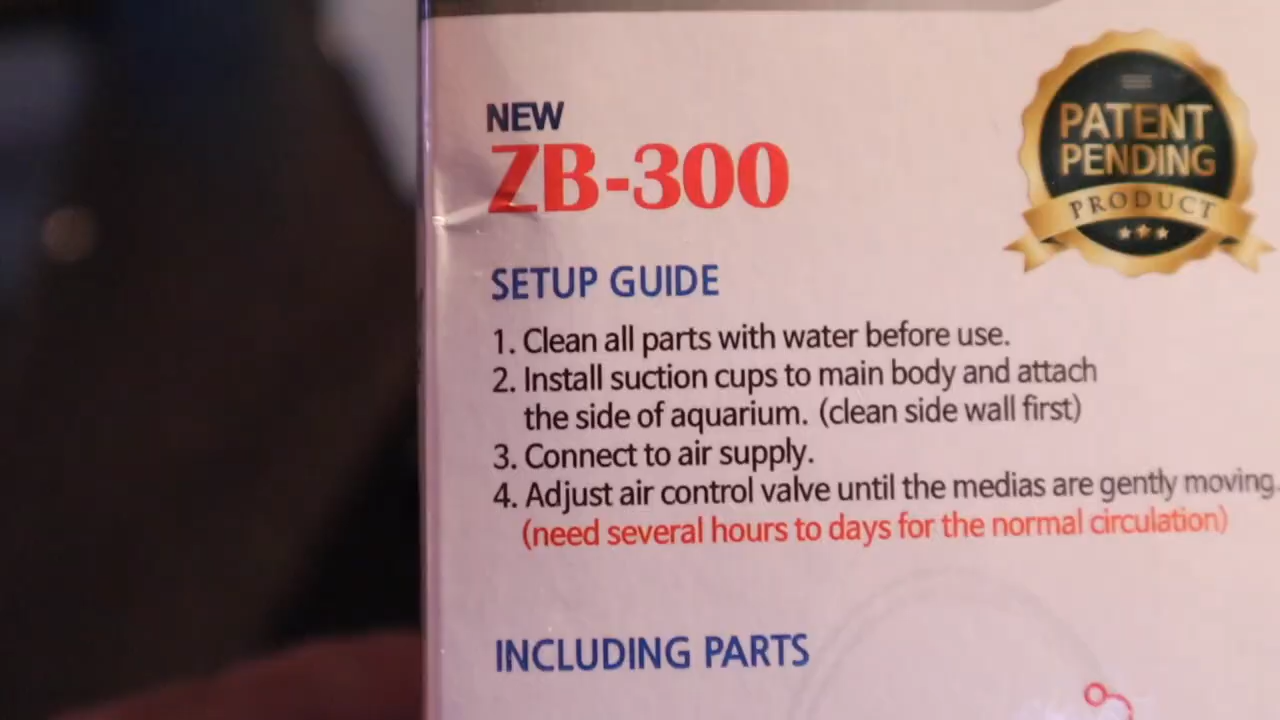 NEW
ZB-300
PATENT
PENDING
PRODUCT
SETUP GUIDE
1. Clean all parts with water before use.
2. Install suction cups to main body and attach
the side of aquarium. (clean side wall first)
3. Connect to air supply.
4. Adjust air control valve until the medias are gently moving.
(need several hours to days for the normal circulation)
INCLUDING PARTS